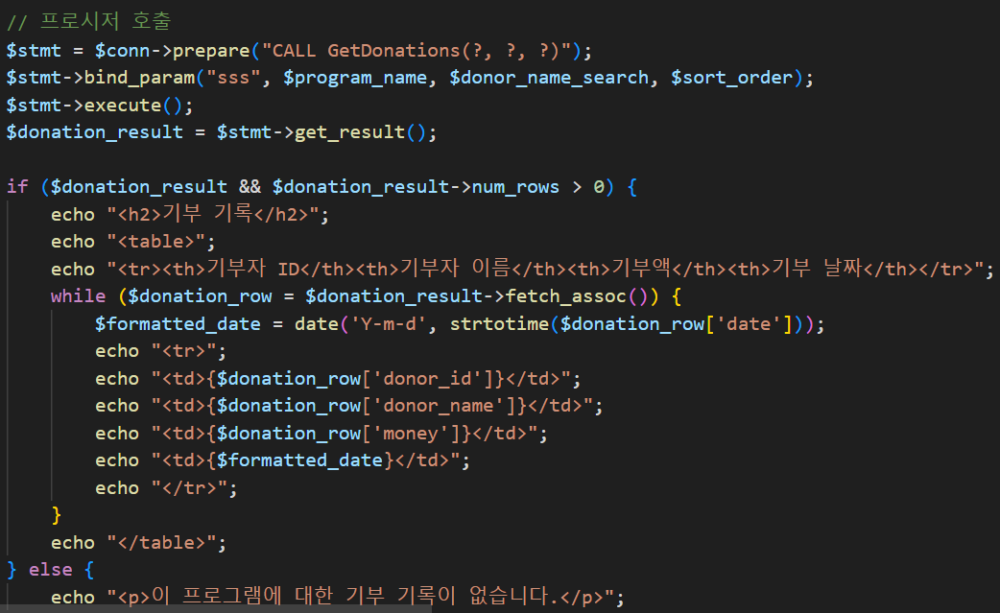 // 프로시저 호출
$stmt = $conn->prepare("CALL GetDonations(?, ?, ?)");
$stmt->bind_param("sss", $program_name, $donor_name_search, $sort_order);
$stmt->execute();
$donation_result = $stmt->get_result();

if ($donation_result && $donation_result->num_rows > 0) {
    echo "<h2>기부 기록</h2>";
    echo "<table>";
    echo "<tr><th>기부자 ID</th><th>기부자 이름</th><th>기부액</th><th>기부 날짜</th></tr>";
    while ($donation_row = $donation_result->fetch_assoc()) {
        $formatted_date = date('Y-m-d', strtotime($donation_row['date']));
        echo "<tr>";
        echo "<td>{$donation_row['donor_id']}</td>";
        echo "<td>{$donation_row['donor_name']}</td>";
        echo "<td>{$donation_row['money']}</td>";
        echo "<td>{$formatted_date}</td>";
        echo "</tr>";
    }
    echo "</table>";
} else {
    echo "<p>이 프로그램에 대한 기부 기록이 없습니다.</p>";